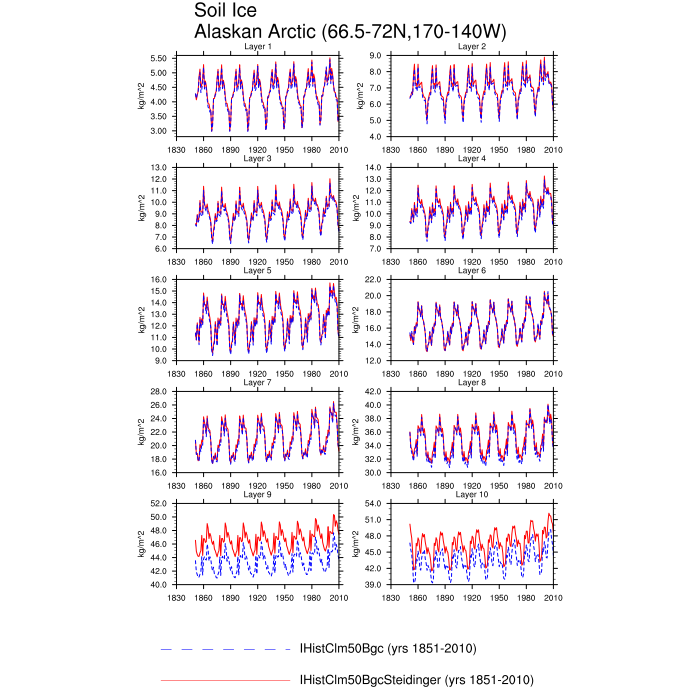 Soil Ice
Alaskan Arctic (66.5-72N,170-140W)
Layer 1
kg/m^2
5.50
5.00
4.50
4.00
3.50
3.00
1830 1860 1890 1920 1950 1980 2010
Layer 2
kg/m^2
9.0
8.0
7.0
6.0
5.0
4.0
1830 1860 1890 1920 1950 1980 2010
Layer 3
kg/m^2
13.0
12.0
11.0
10.0
9.0
8.0
7.0
6.0
1830 1860 1890 1920 1950 1980 2010
Layer 4
kg/m^2
14.0
13.0
12.0
11.0
10.0
9.0
8.0
7.0
1830 1860 1890 1920 1950 1980 2010
Layer 5
kg/m^2
16.0
15.0
14.0
13.0
12.0
11.0
10.0
9.0
1830 1860 1890 1920 1950 1980 2010
Layer 6
kg/m^2
22.0
20.0
18.0
16.0
14.0
12.0
1830 1860 1890 1920 1950 1980 2010
Layer 7
kg/m^2
28.0
26.0
24.0
22.0
20.0
18.0
16.0
1830 1860 1890 1920 1950 1980 2010
Layer 8
kg/m^2
42.0
40.0
38.0
36.0
34.0
32.0
30.0
1830 1860 1890 1920 1950 1980 2010
Layer 9
kg/m^2
52.0
50.0
48.0
46.0
44.0
42.0
40.0
1830 1860 1890 1920 1950 1980 2010
Layer 10
kg/m^2
54.0
51.0
48.0
45.0
42.0
39.0
1830 1860 1890 1920 1950 1980 2010
IHistClm50Bgc (yrs 1851-2010)
IHistClm50BgcSteidinger (yrs 1851-2010)